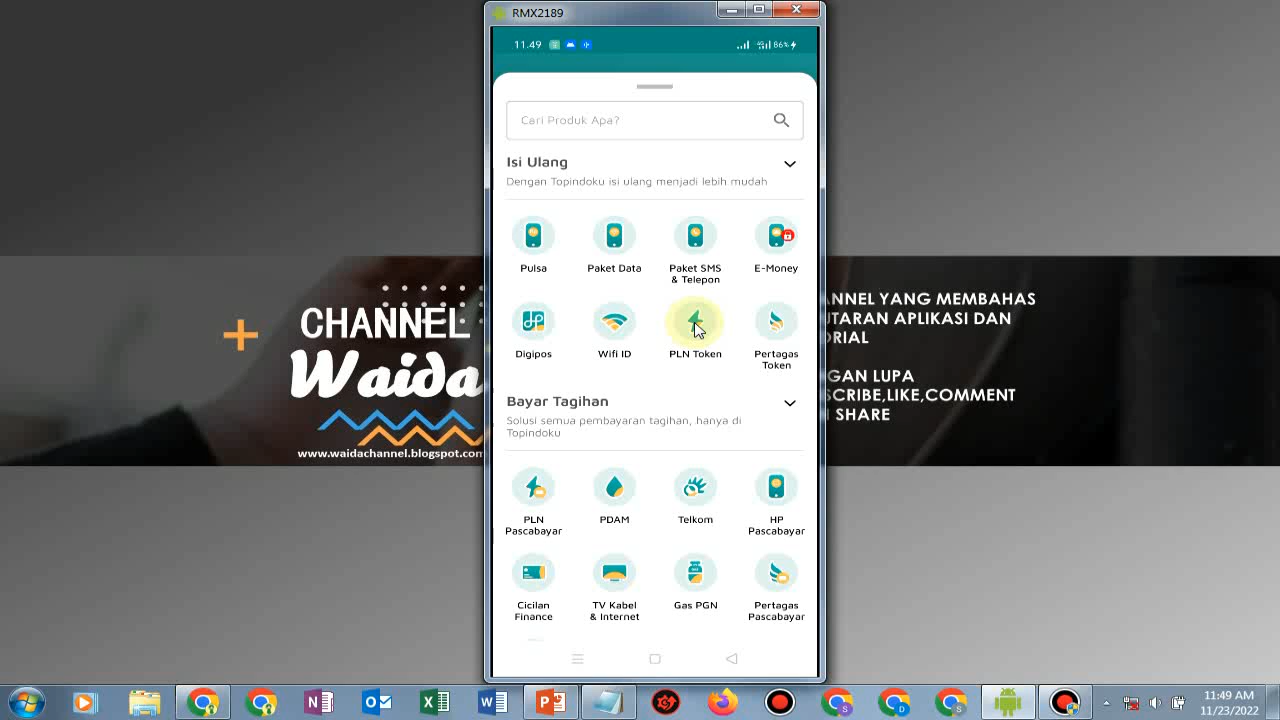 RMX2189
11.49
86%
Cari Produk Apa?
Isi Ulang
Dengan Topindoku isi ulang menjadi lebih mudah
Pulsa
Paket Data
Paket SMS
& Telepon
E-Money
Digipos
Wifi ID
PLN Token
Pertagas
Token
Bayar Tagihan
Solusi semua pembayaran tagihan, hanya di
Topindoku
PLN
Pascabayar
PDAM
Telkom
HP
Pascabayar
Cicilan
Finance
TV Kabel
& Internet
Gas PGN
Pertagas
Pascabayar
CHANNEL
Waida
www.waidachannel.blogspot.com
ANNEL YANG MEMBAHAS
UTARAN APLIKASI DAN
ORIAL
GAN LUPA
SCRIBE,LIKE,COMMENT
SHARE
11:49 AM
11/23/2022